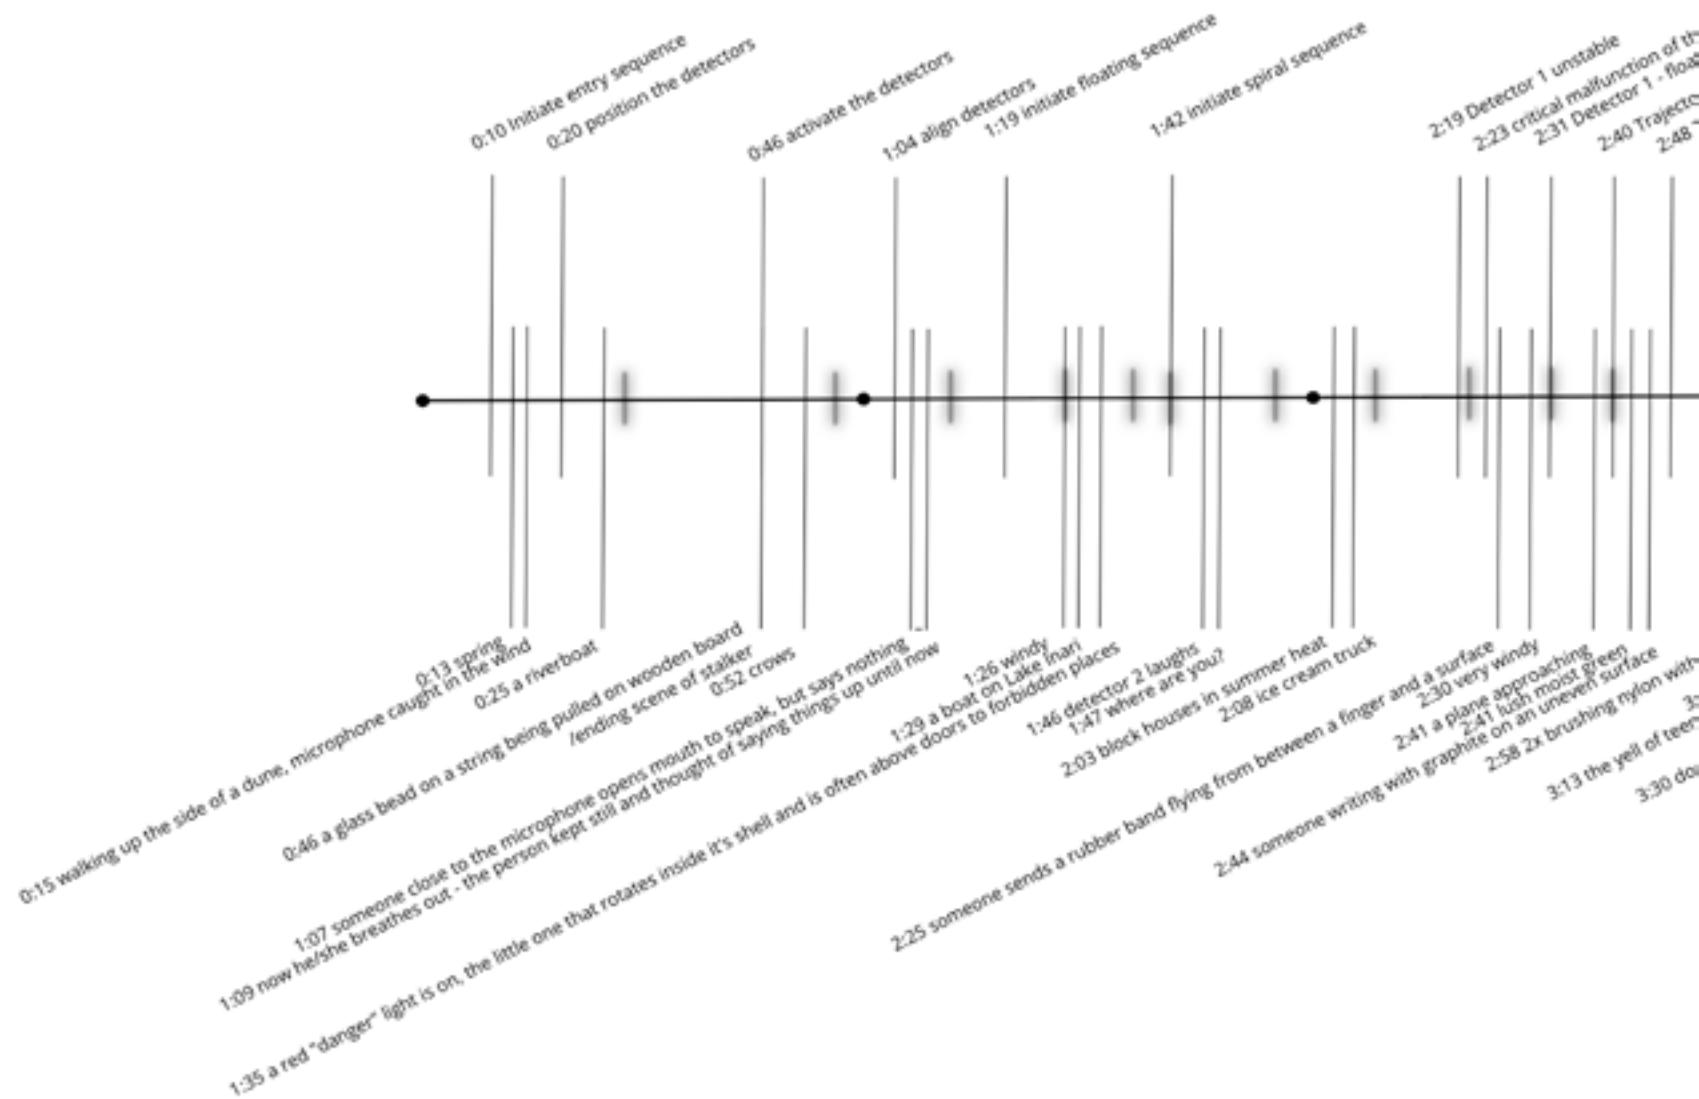 0:10 Initiate entry sequence
0:20 position the detectors
0:46 activate the detectors
1:04 align detectors
1:19 initiate floating sequence
1:42 initiate spiral sequence
2:19 Detector 1 unstable
2:23 critical malfunction of
2:31 Detector 1 -
2:40
2:48
0:13 spring
0:15 walking up the side of a dune, microphone caught in the wind
0:25 a riverboat
0:46 a glass bead on a string being pulled on wooden board
/ending scene of stalker
0:52 crows
1:07 someone close to the microphone opens mouth to speak, but says nothing
1:09 now he/she breathes out - the person kept still and thought of saying things up until now
1:26 windy
1:29 a boat on Lake Inari
1:35 a red "danger" light is on, the little one that rotates inside it's shell and is often above doors to forbidden places
1:46 detector 2 laughs
1:47 where are you?
2:03 block houses in summer heat
2:08 ice cream truck
2:25 someone sends a rubber band flying from between a finger and a surface
2:30 very windy
2:41 a plane approaching
2:41 lush moist green
2:44 someone writing with graphite on an uneven surface
2:58 2x brushing nylon with
3:13 the yell of
3:30